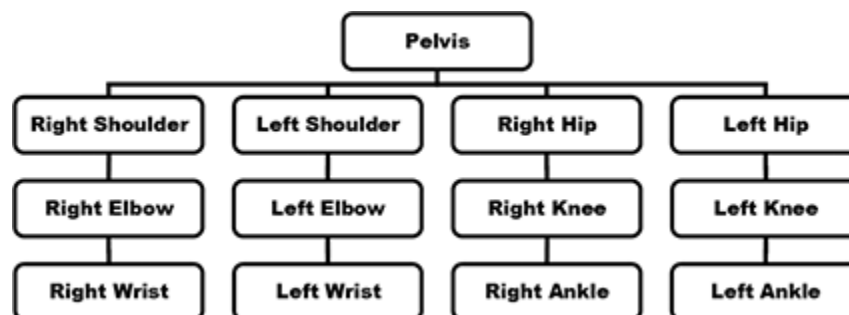 Pelvis
Right Shoulder
Left Shoulder
Right Hip
Left Hip
Right Elbow
Left Elbow
Right Knee
Left Knee
Right Wrist
Left Wrist
Right Ankle
Left Ankle